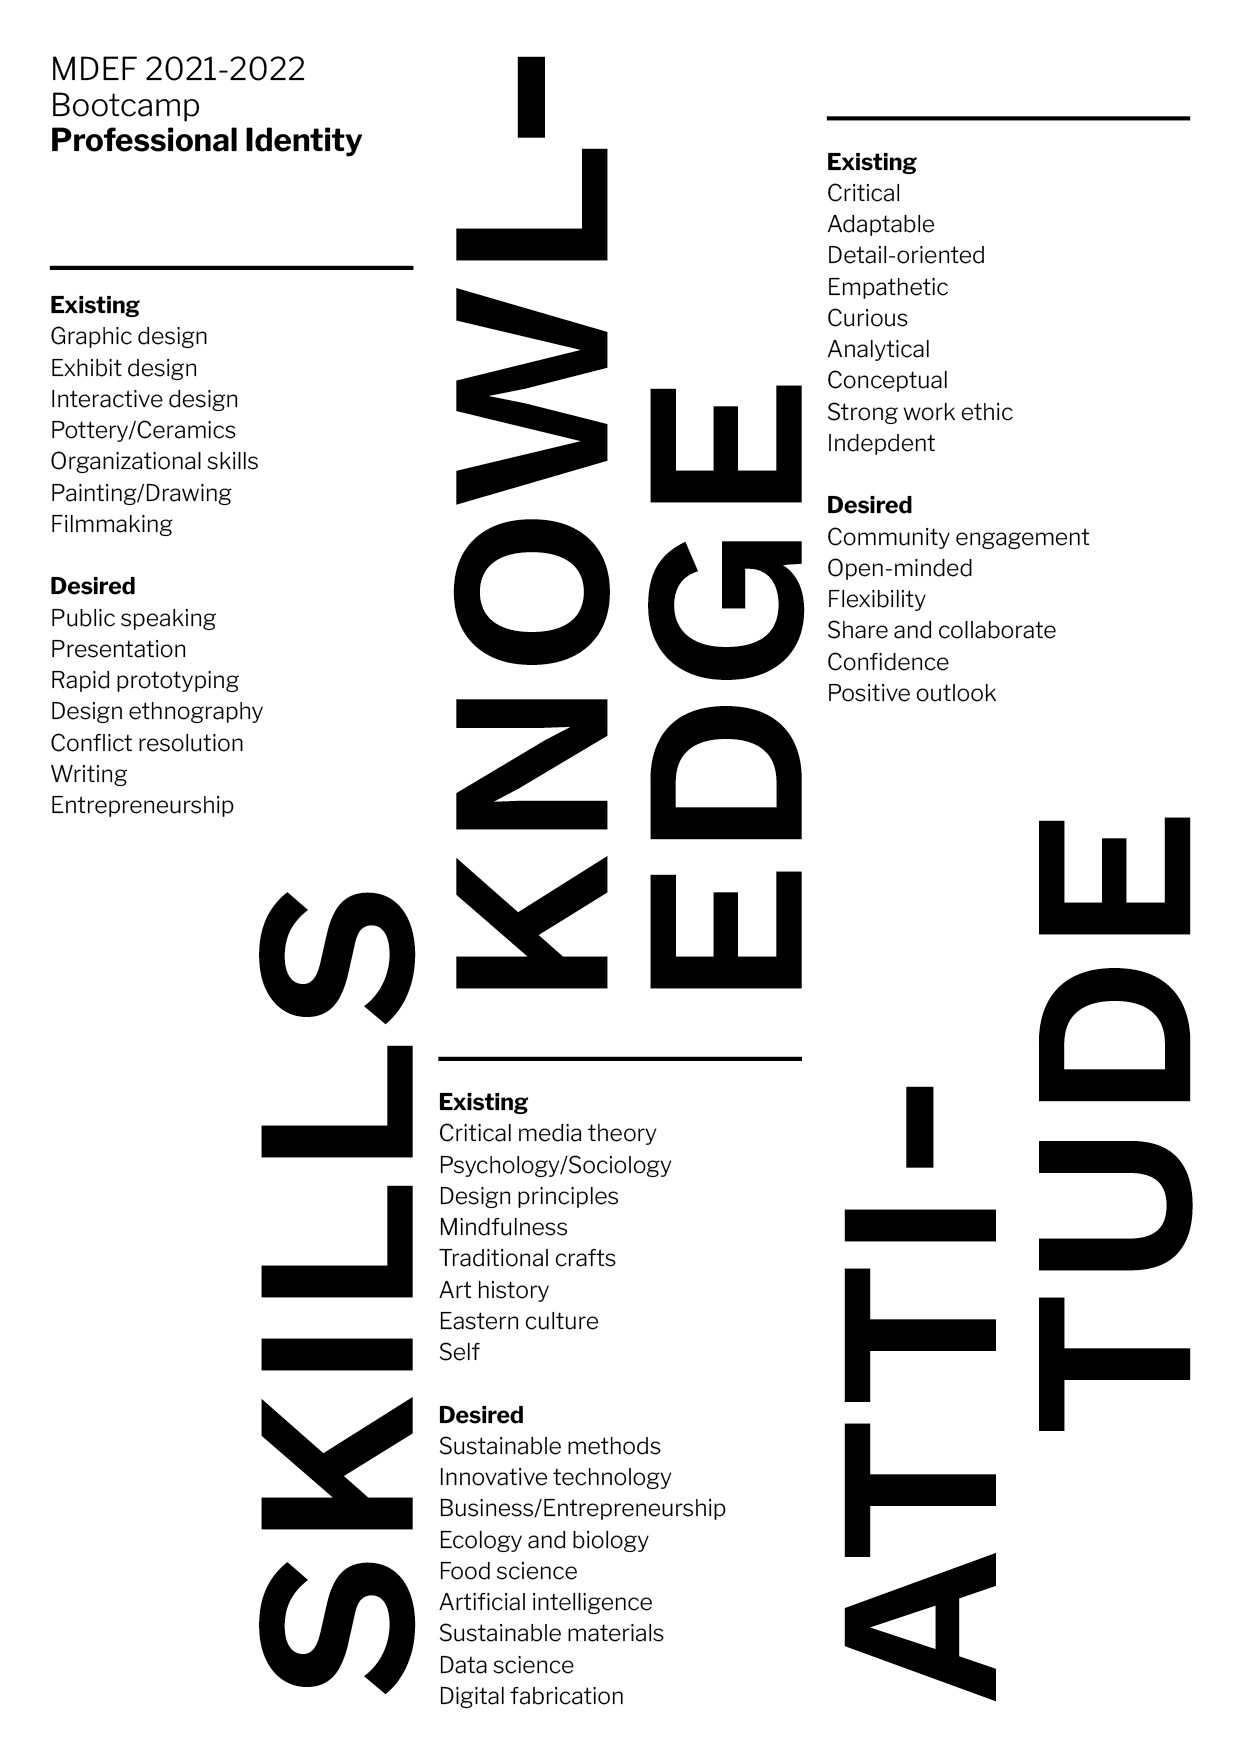 MDEF 2021-2022
Bootcamp
Professional Identity
Existing
Graphic design
Exhibit design
Interactive design
Pottery/Ceramics
Organizational skills
Painting/Drawing
Filmmaking
Desired
Public speaking
Presentation
Rapid prototyping
Design ethnography
Conflict resolution
Writing
Entrepreneurship
SKILLS
KNOWL-
EDGE
Existing
Critical media theory
Psychology/Sociology
Design principles
Mindfulness
Traditional crafts
Art history
Eastern culture
Self
Desired
Sustainable methods
Innovative technology
Business/Entrepreneurship
Ecology and biology
Food science
Artificial intelligence
Sustainable materials
Data science
Digital fabrication
Existing
Critical
Adaptable
Detail-oriented
Empathetic
Curious
Analytical
Conceptual
Strong work ethic
Indepdent
Desired
Community engagement
Open-minded
Flexibility
Share and collaborate
Confidence
Positive outlook
ATTI-
TUDE